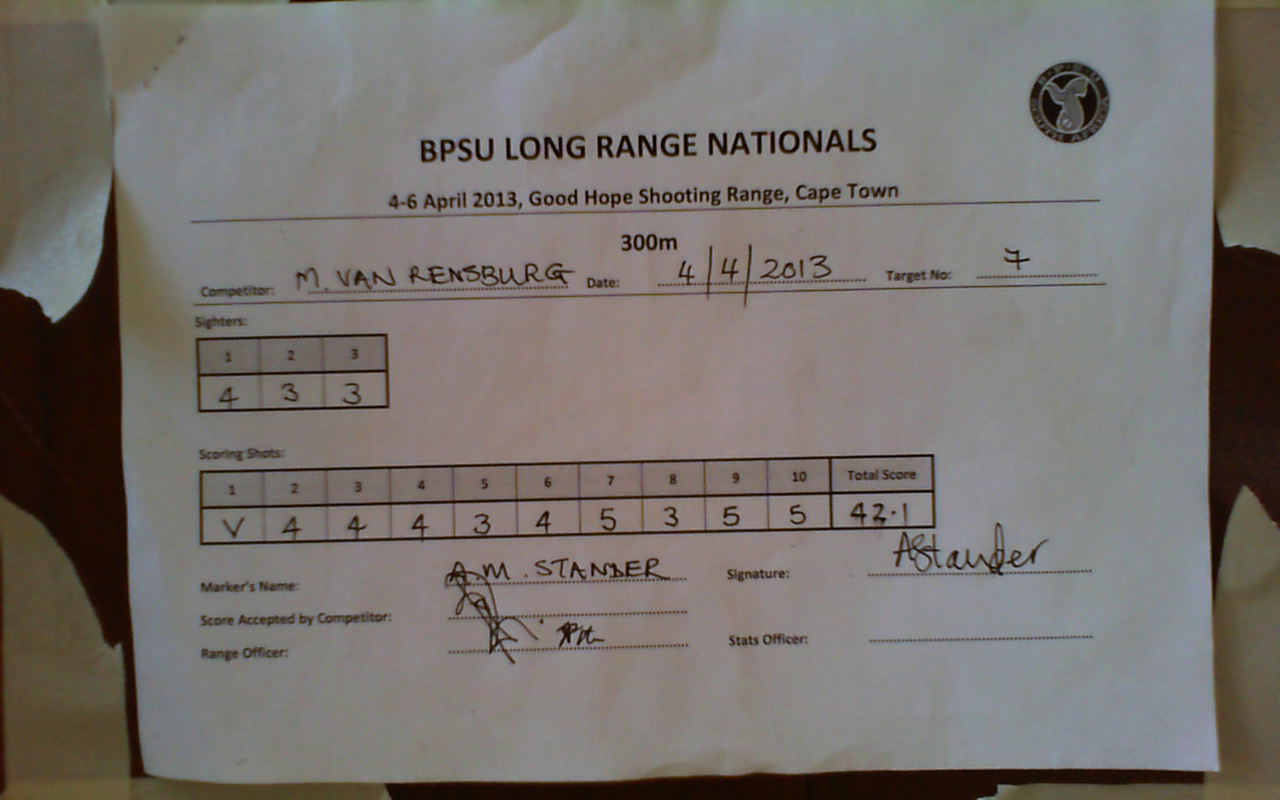 B·P·S·U
SOUTH AFRICA
BPSU LONG RANGE NATIONALS
4-6 April 2013, Good Hope Shooting Range, Cape Town
300m
Competitor: M. VAN RENSBURG Date: 4/4/2013 Target No: 7
Sighters:
1 2 3
4 3 3
Scoring Shots:
1 2 3 4 5 6 7 8 9 10 Total Score
V 4 4 4 3 4 5 3 5 5 42.1
Marker's Name: A.M. STANDER Signature: AStander
Score Accepted by Competitor:
Range Officer: Stats Officer: